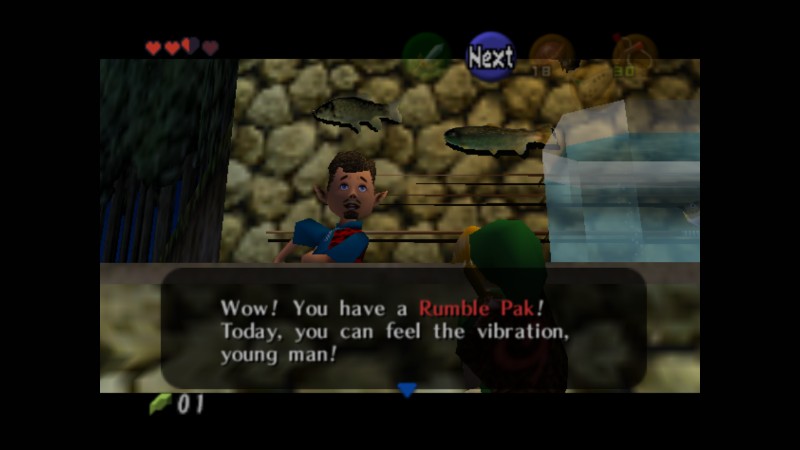 Next
18
30
Wow! You have a Rumble Pak!
Today, you can feel the vibration,
young man!
01